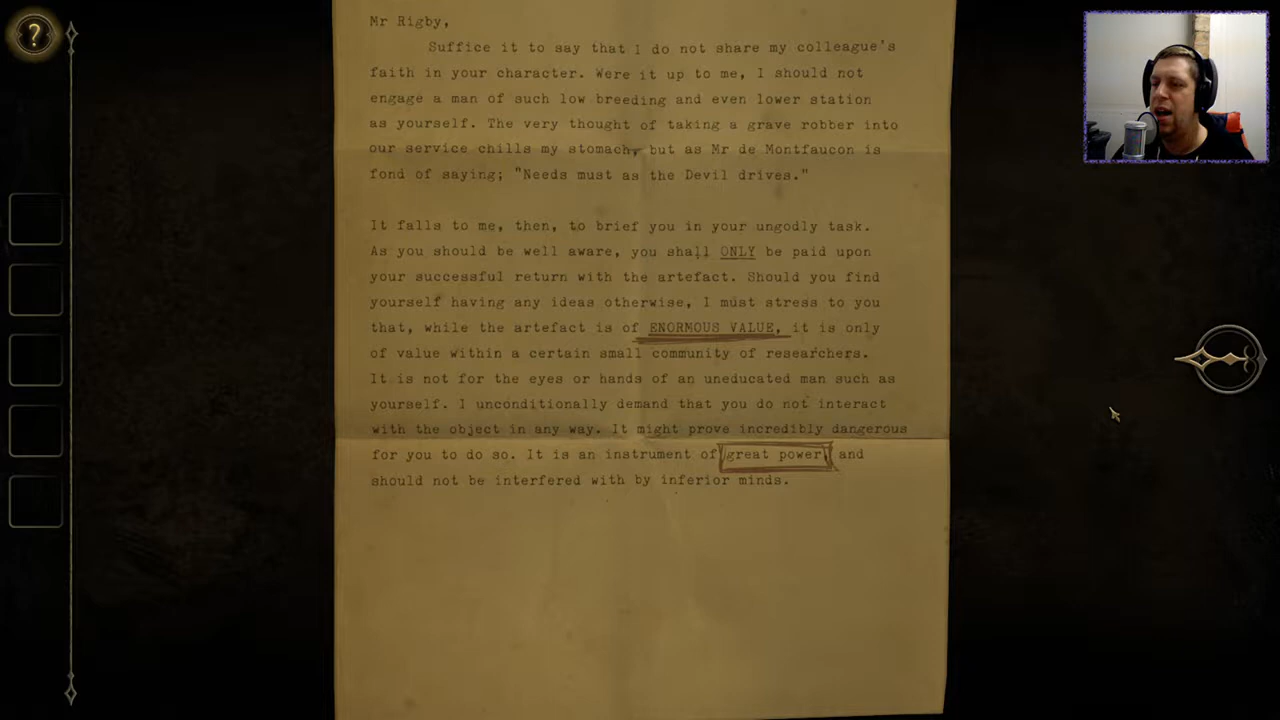 ?
Mr Rigby,
Suffice it to say that I do not share my colleague's
faith in your character. Were it up to me, I should not
engage a man of such low breeding and even lower station
as yourself. The very thought of taking a grave robber into
our service chills my stomach, but as Mr de Montfaucon is
fond of saying; "Needs must as the Devil drives."
It falls to me, then, to brief you in your ungodly task.
As you should be well aware, you shall ONLY be paid upon
your successful return with the artefact. Should you find
yourself having any ideas otherwise, I must stress to you
that, while the artefact is of ENORMOUS VALUE, it is only
of value within a certain small community of researchers.
It is not for the eyes or hands of an uneducated man such as
yourself. I unconditionally demand that you do not interact
with the object in any way. It might prove incredibly dangerous
for you to do so. It is an instrument of great power, and
should not be interfered with by inferior minds.